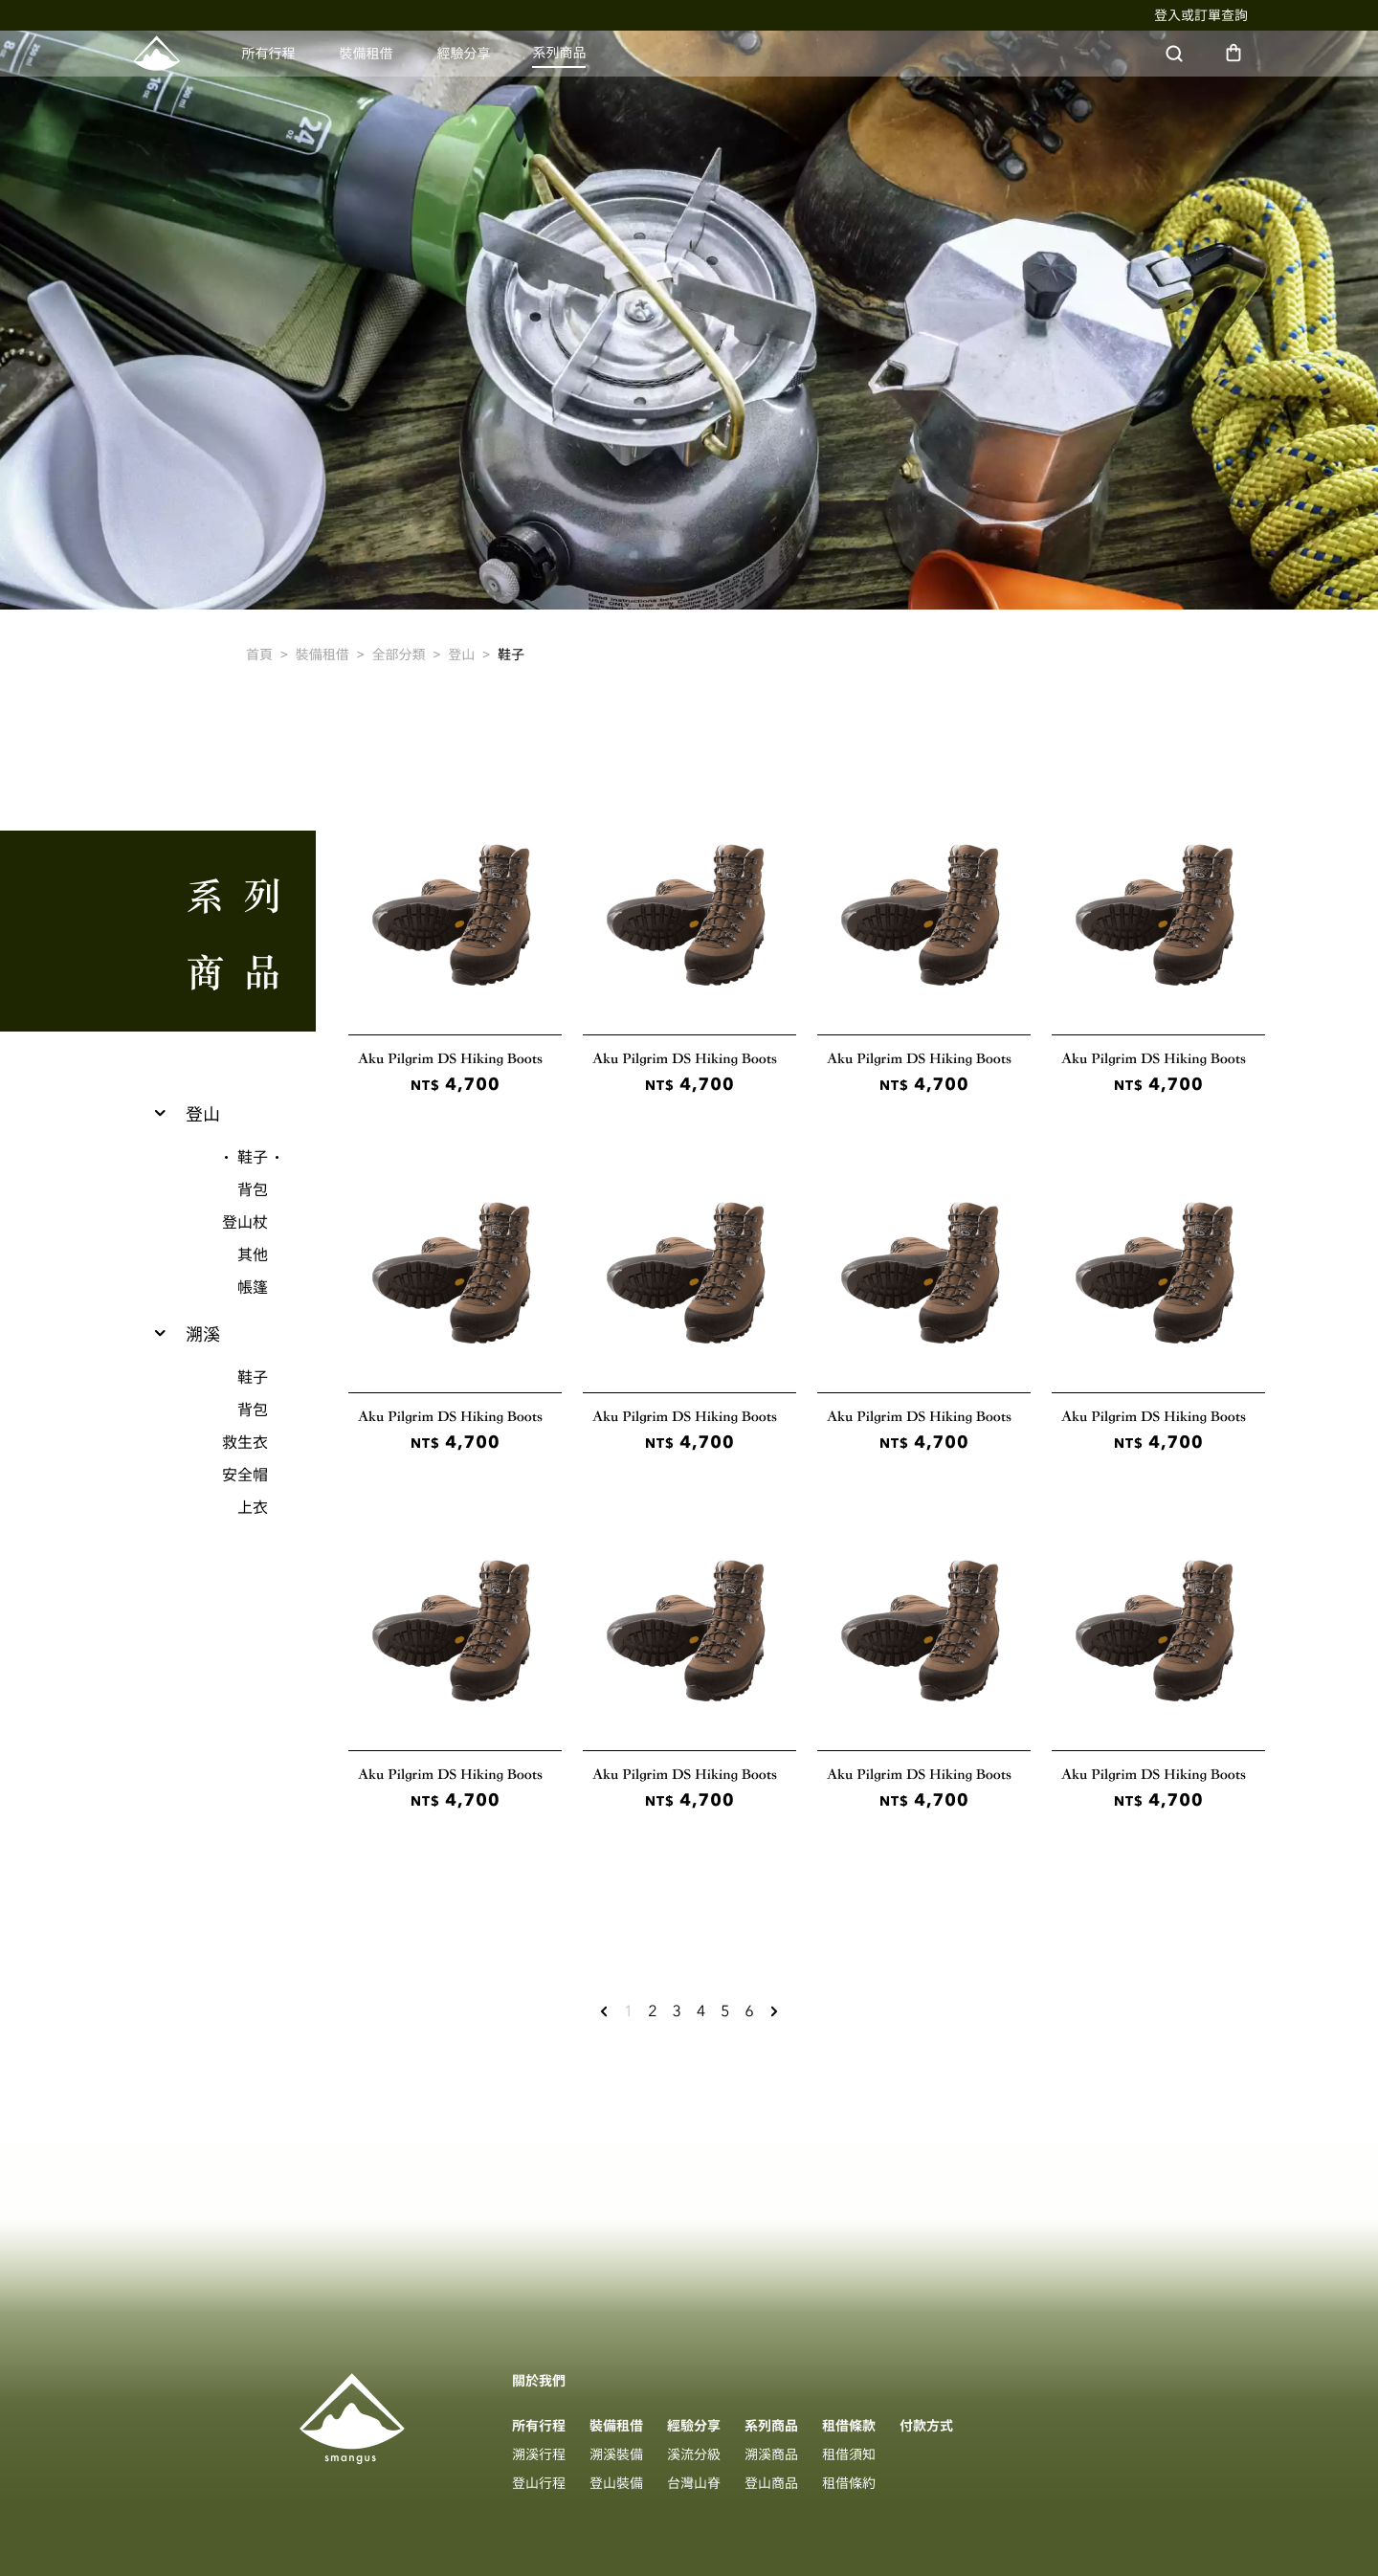 登入或訂單查詢
所有行程 裝備租借 經驗分享 系列商品
24 oz
16 oz
500 ml
8 oz
250 ml
首頁 > 裝備租借 > 全部分類 > 登山 > 鞋子
系列
商品
登山
· 鞋子 ·
背包
登山杖
其他
帳篷
溯溪
鞋子
背包
救生衣
安全帽
上衣
Aku Pilgrim DS Hiking Boots Aku Pilgrim DS Hiking Boots Aku Pilgrim DS Hiking Boots Aku Pilgrim DS Hiking Boots
NT$ 4,700 NT$ 4,700 NT$ 4,700 NT$ 4,700
Aku Pilgrim DS Hiking Boots Aku Pilgrim DS Hiking Boots Aku Pilgrim DS Hiking Boots Aku Pilgrim DS Hiking Boots
NT$ 4,700 NT$ 4,700 NT$ 4,700 NT$ 4,700
Aku Pilgrim DS Hiking Boots Aku Pilgrim DS Hiking Boots Aku Pilgrim DS Hiking Boots Aku Pilgrim DS Hiking Boots
NT$ 4,700 NT$ 4,700 NT$ 4,700 NT$ 4,700
1 2 3 4 5 6
smangus
關於我們
所有行程 裝備租借 經驗分享 系列商品 租借條款 付款方式
溯溪行程 溯溪裝備 溪流分級 溯溪商品 租借須知
登山行程 登山裝備 台灣山脊 登山商品 租借條約